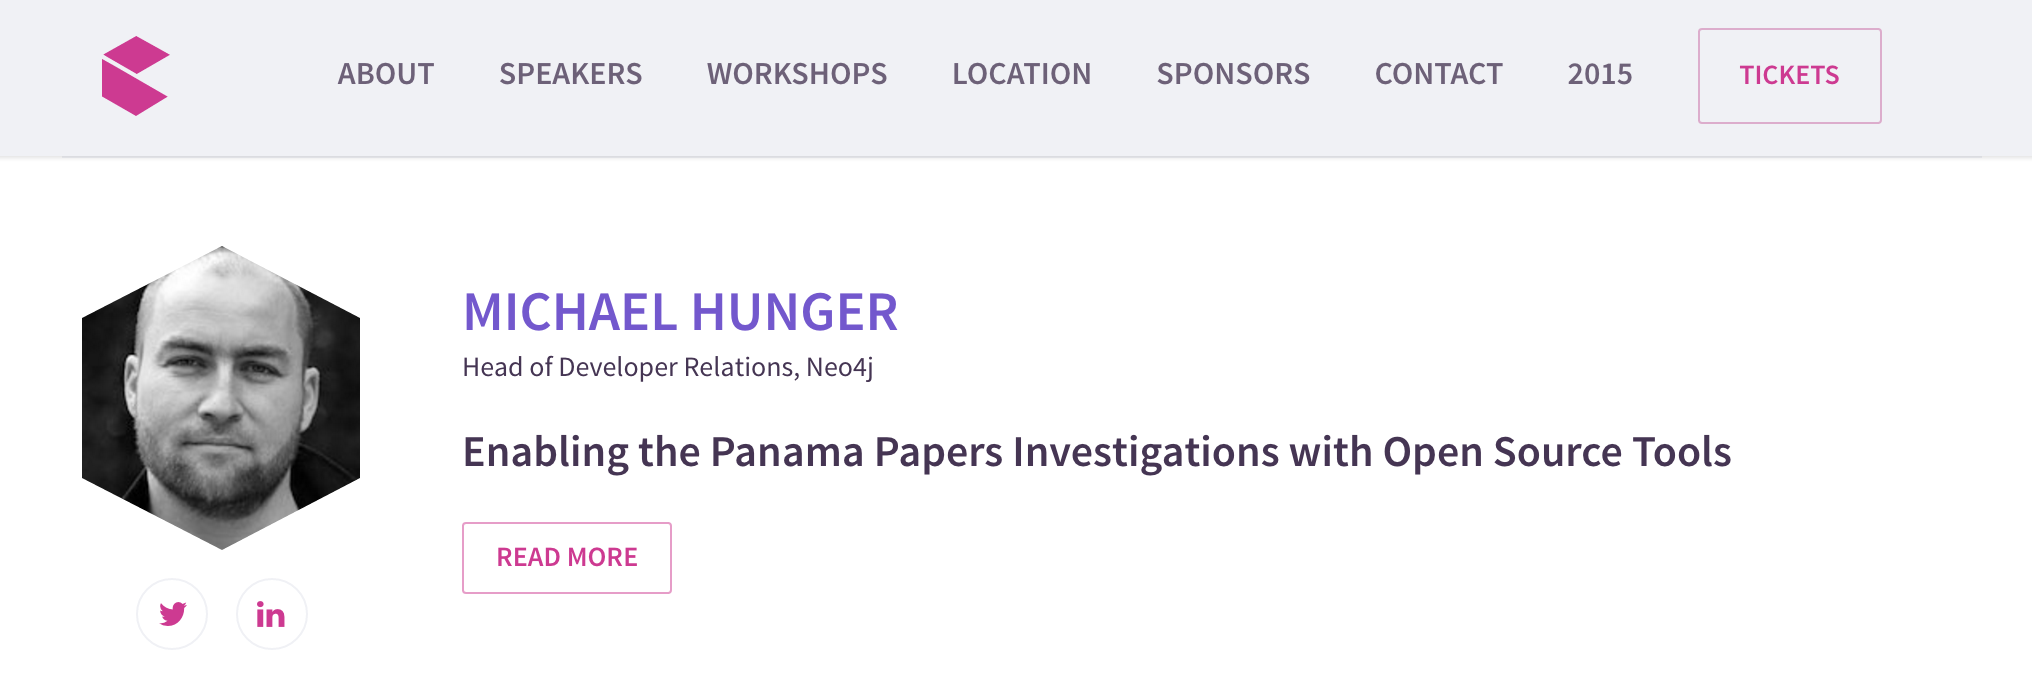 ABOUT SPEAKERS WORKSHOPS LOCATION SPONSORS CONTACT 2015 TICKETS
MICHAEL HUNGER
Head of Developer Relations, Neo4j
Enabling the Panama Papers Investigations with Open Source Tools
READ MORE
in